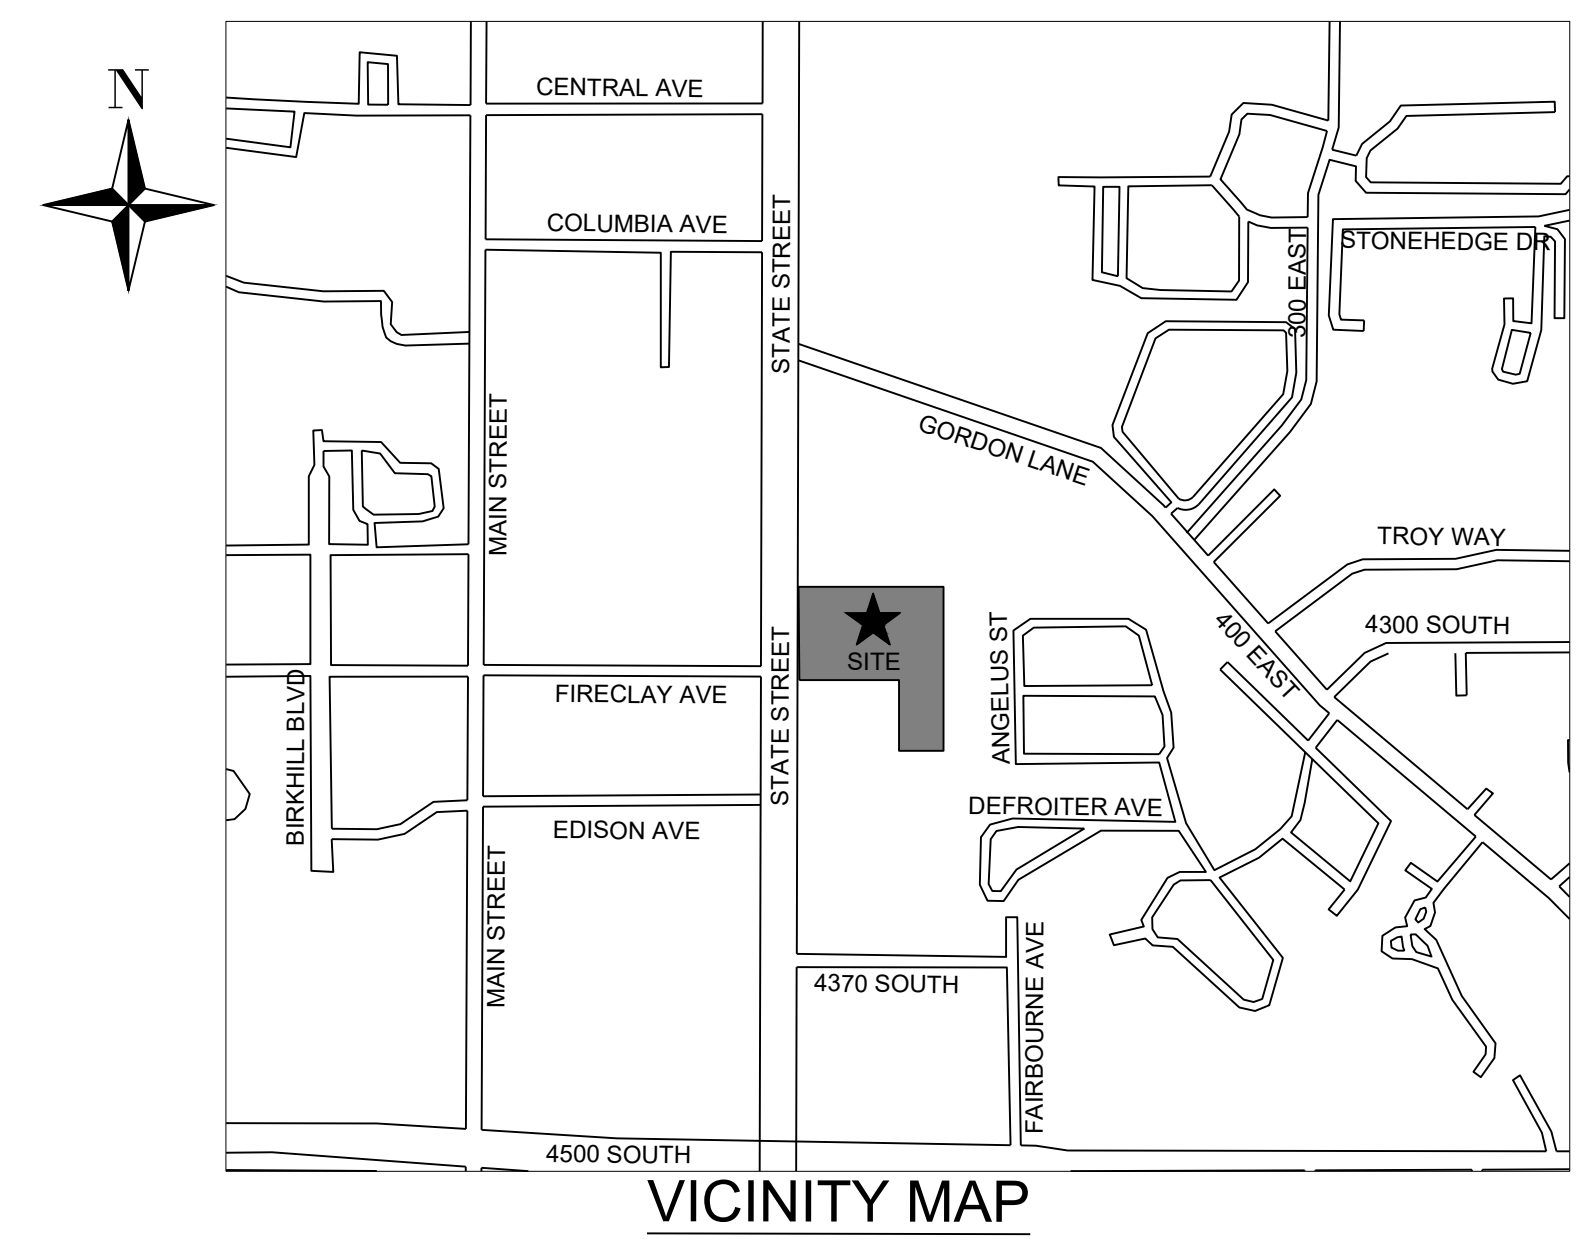 N
CENTRAL AVE
COLUMBIA AVE
STATE STREET
300 EAST
STONEHEDGE DR
MAIN STREET
GORDON LANE
TROY WAY
400 EAST
4300 SOUTH
SITE
ANGELUS ST
BIRKHILL BLVD
FIRECLAY AVE
STATE STREET
DEFROITER AVE
EDISON AVE
MAIN STREET
4370 SOUTH
FAIRBOURNE AVE
4500 SOUTH
VICINITY MAP